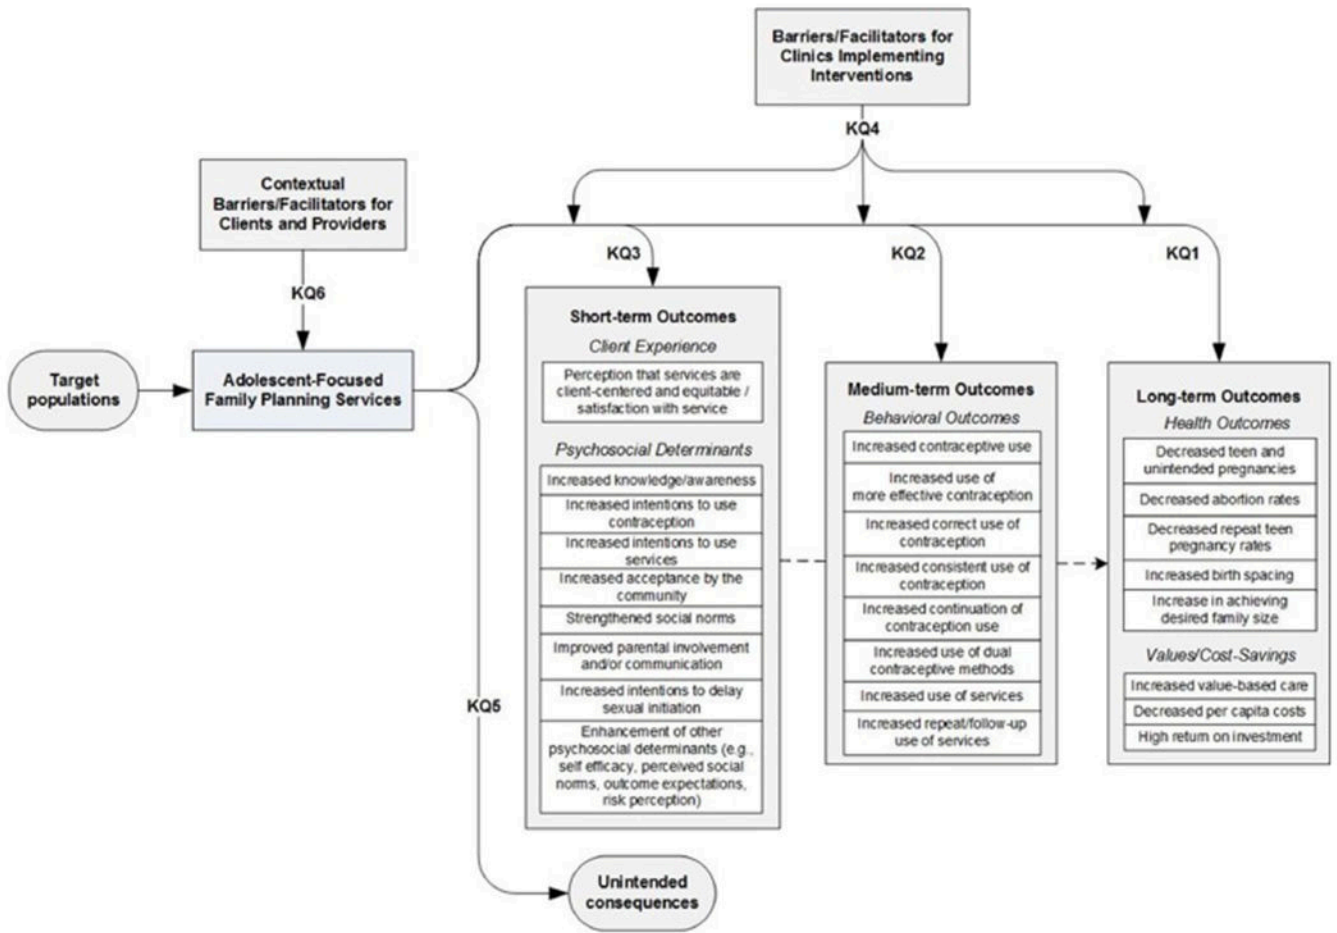 Barriers/Facilitators for
Clinics Implementing
Interventions
KQ4
Contextual
Barriers/Facilitators for
Clients and Providers
KQ6
Target
populations
Adolescent-Focused
Family Planning Services
KQ3
KQ2
KQ1
Short-term Outcomes
Client Experience
Perception that services are
client-centered and equitable /
satisfaction with service
Psychosocial Determinants
Increased knowledge/awareness
Increased intentions to use
contraception
Increased intentions to use
services
Increased acceptance by the
community
Strengthened social norms
Improved parental involvement
and/or communication
Increased intentions to delay
sexual initiation
Enhancement of other
psychosocial determinants (e.g.,
self efficacy, perceived social
norms, outcome expectations,
risk perception)
Medium-term Outcomes
Behavioral Outcomes
Increased contraceptive use
Increased use of
more effective contraception
Increased correct use of
contraception
Increased consistent use of
contraception
Increased continuation of
contraception use
Increased use of dual
contraceptive methods
Increased use of services
Increased repeat/follow-up
use of services
Long-term Outcomes
Health Outcomes
Decreased teen and
unintended pregnancies
Decreased abortion rates
Decreased repeat teen
pregnancy rates
Increased birth spacing
Increase in achieving
desired family size
Values/Cost-Savings
Increased value-based care
Decreased per capita costs
High return on investment
KQ5
Unintended
consequences